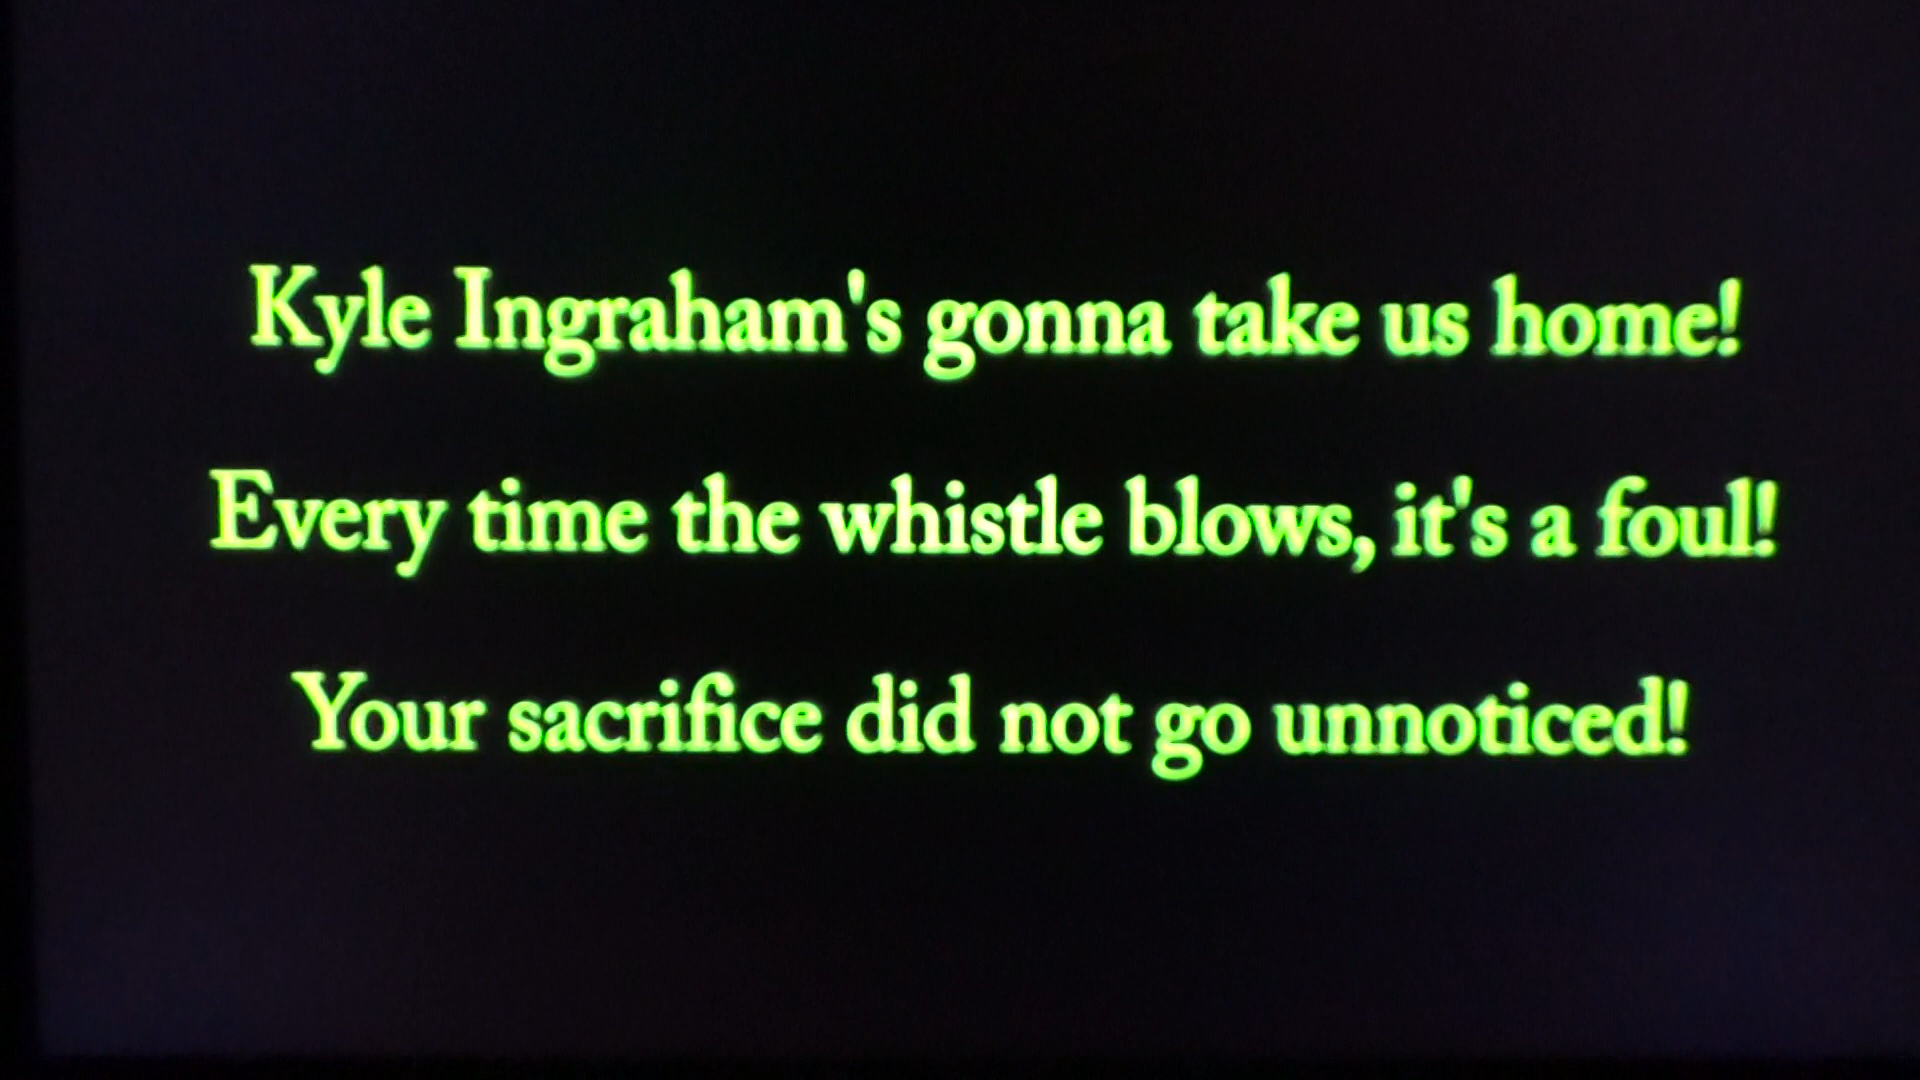 Kyle Ingraham's gonna take us home!
Every time the whistle blows, it's a foul!
Your sacrifice did not go unnoticed!